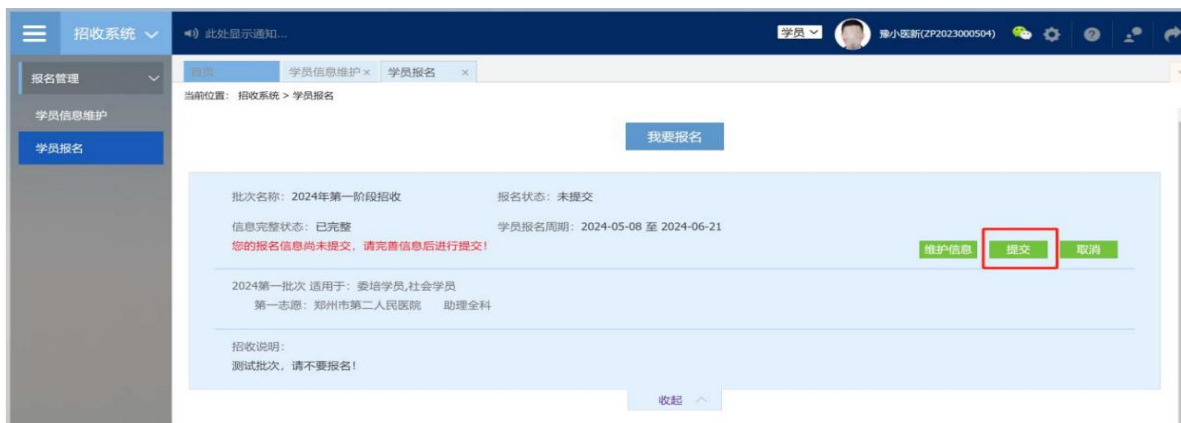 招收系统
此处显示通知...
学员
豫小医新(ZP2023000504)
报名管理
首页
学员信息维护×
学员报名 ×
当前位置： 招收系统 > 学员报名
学员信息维护
学员报名
我要报名
批次名称：2024年第一阶段招收
报名状态：未提交
信息完整状态：已完整
学员报名周期：2024-05-08 至 2024-06-21
您的报名信息尚未提交，请完善信息后进行提交!
维护信息
提交
取消
2024第一批次 适用于：委培学员,社会学员
第一志愿：郑州市第二人民医院 助理全科
招收说明：
测试批次，请不要报名!
收起